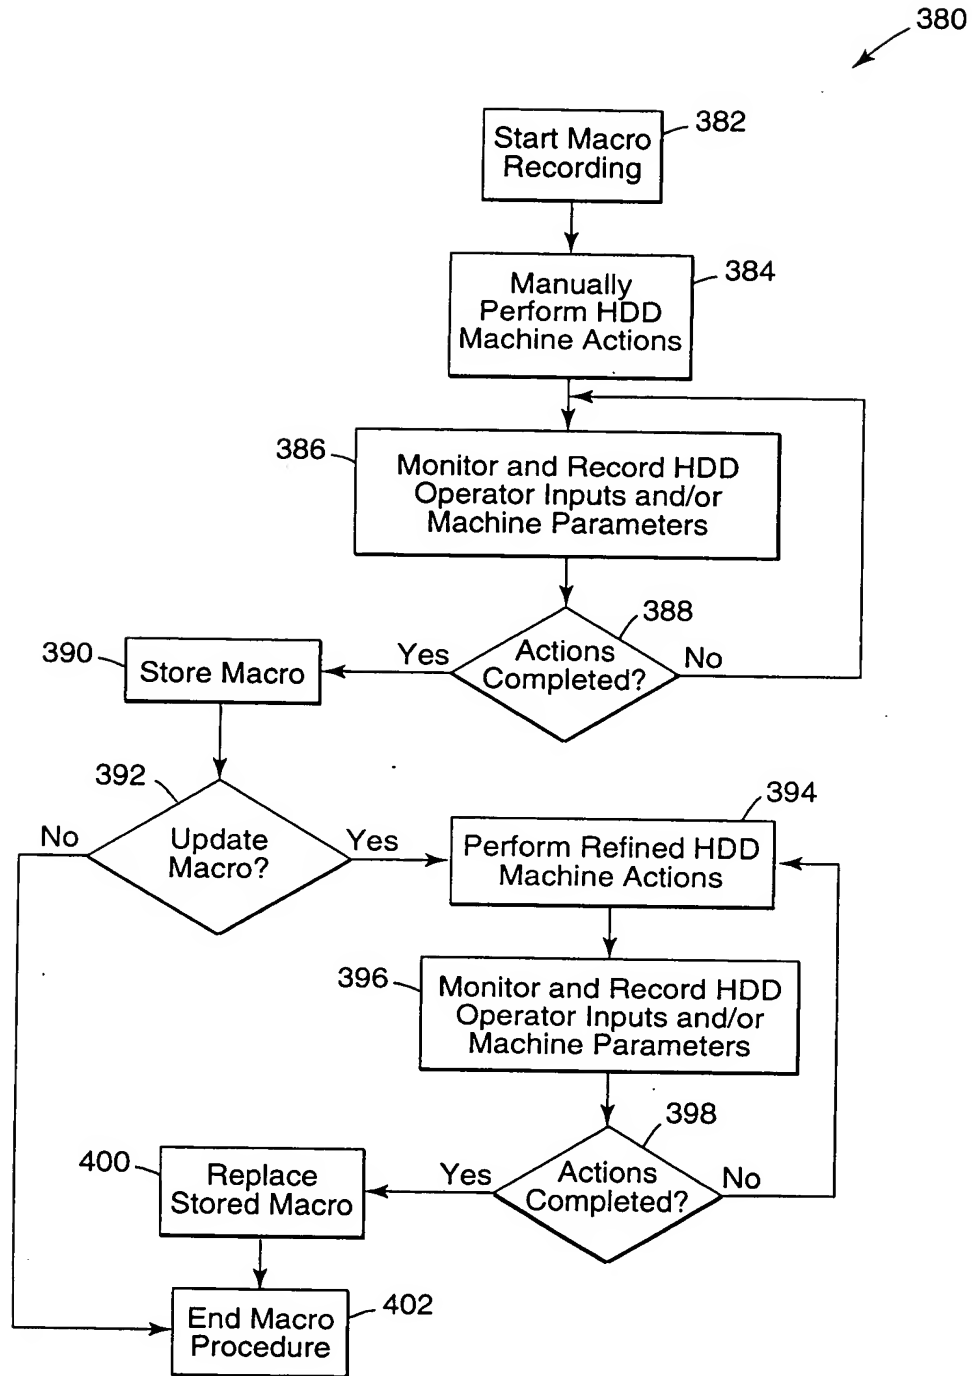 380
Start Macro
Recording
382
Manually
Perform HDD
Machine Actions
384
386
Monitor and Record HDD
Operator Inputs and/or
Machine Parameters
388
Actions
Completed?
Yes
No
390
Store Macro
392
Update
Macro?
No
Yes
394
Perform Refined HDD
Machine Actions
396
Monitor and Record HDD
Operator Inputs and/or
Machine Parameters
398
Actions
Completed?
Yes
No
400
Replace
Stored Macro
End Macro
Procedure
402